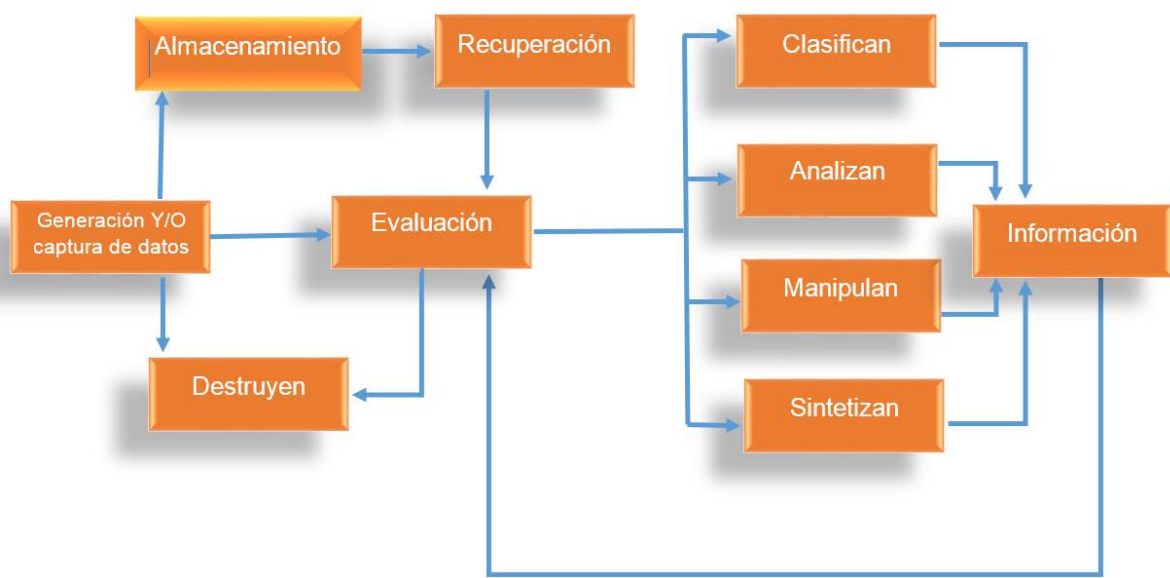 Almacenamiento
Recuperación
Clasifican
Analizan
Generación Y/O
captura de datos
Evaluación
Información
Manipulan
Destruyen
Sintetizan